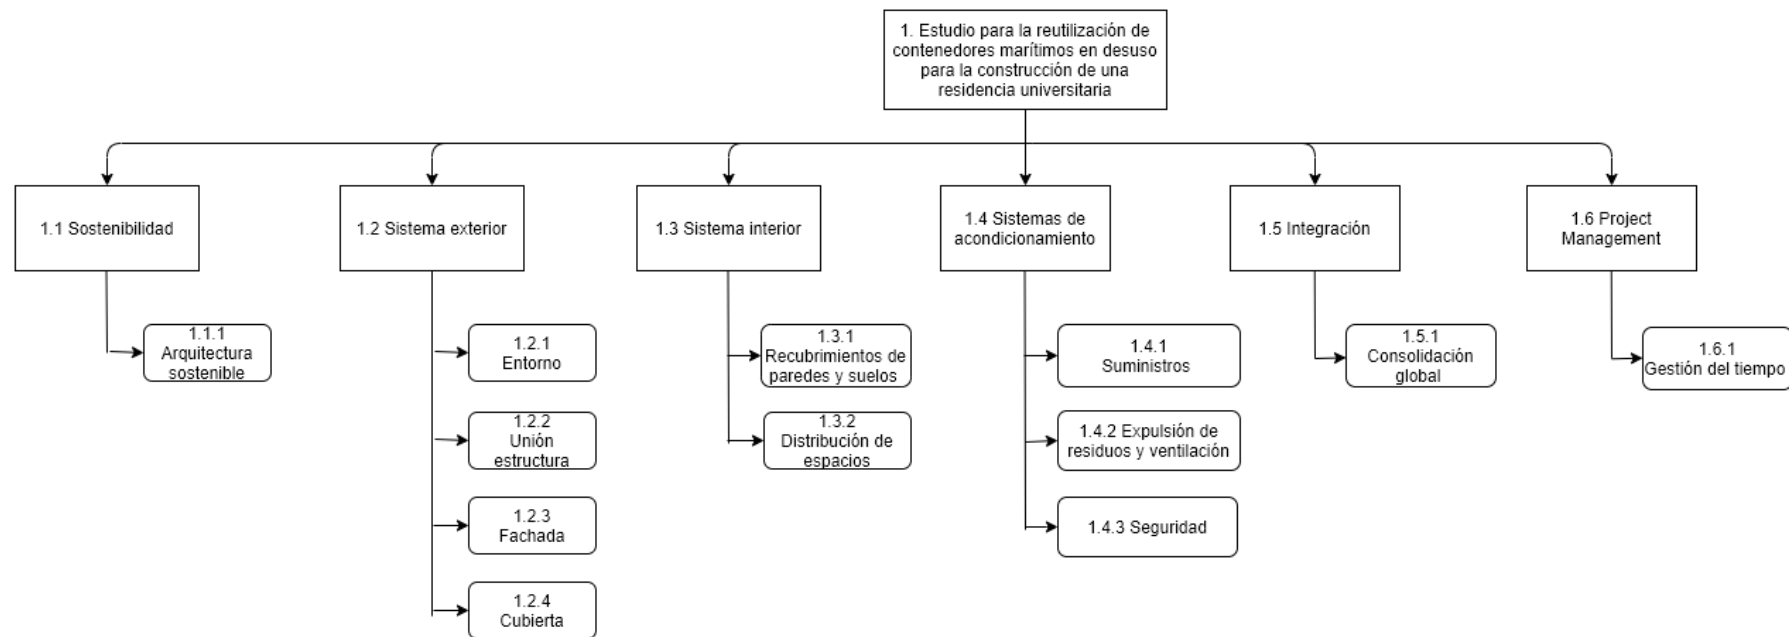 1. Estudio para la reutilización de
contenedores marítimos en desuso
para la construcción de una
residencia universitaria
1.1 Sostenibilidad
1.2 Sistema exterior
1.3 Sistema interior
1.4 Sistemas de
acondicionamiento
1.5 Integración
1.6 Project
Management
1.1.1
Arquitectura
sostenible
1.2.1
Entorno
1.2.2
Unión
estructura
1.2.3
Fachada
1.2.4
Cubierta
1.3.1
Recubrimientos de
paredes y suelos
1.3.2
Distribución de
espacios
1.4.1
Suministros
1.4.2 Expulsión de
residuos y ventilación
1.4.3 Seguridad
1.5.1
Consolidación
global
1.6.1
Gestión del tiempo